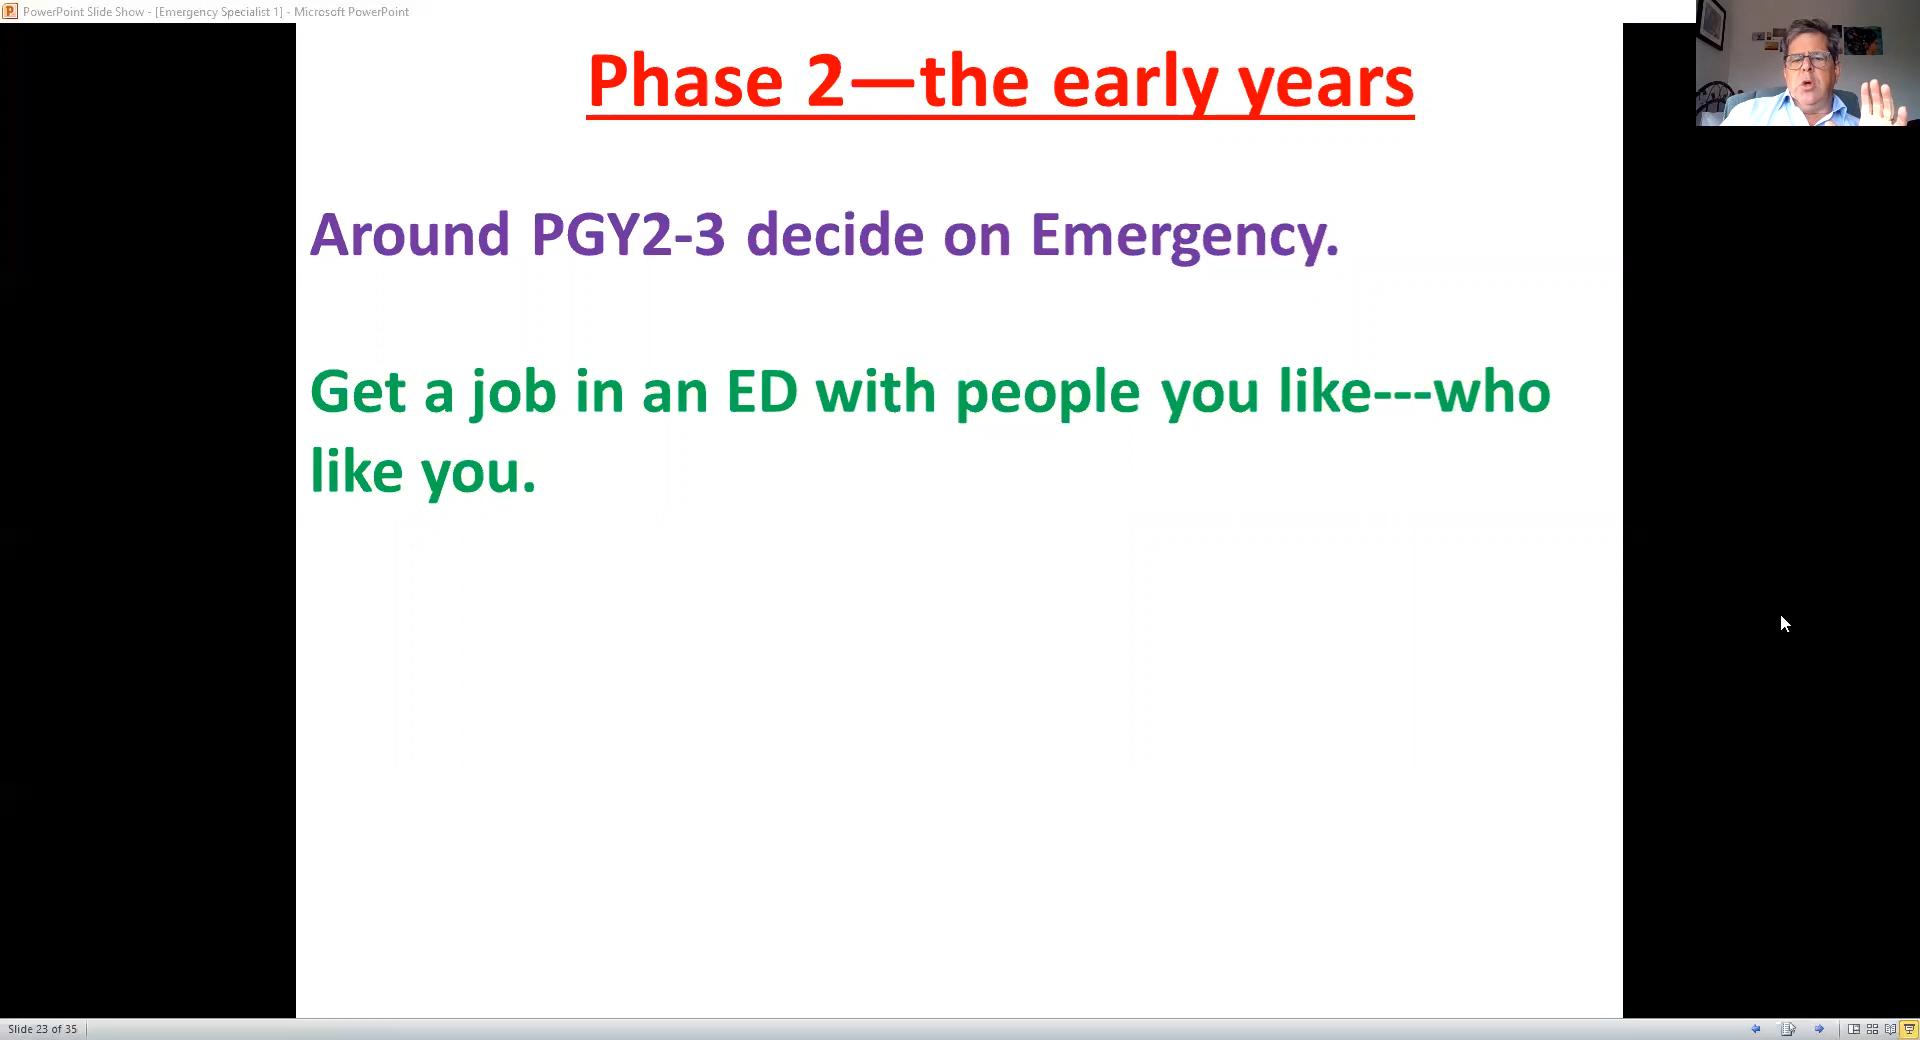 PowerPoint Slide Show - [Emergency Specialist 1] - Microsoft PowerPoint
Phase 2—the early years
Around PGY2-3 decide on Emergency.
Get a job in an ED with people you like---who
like you.
Slide 23 of 35